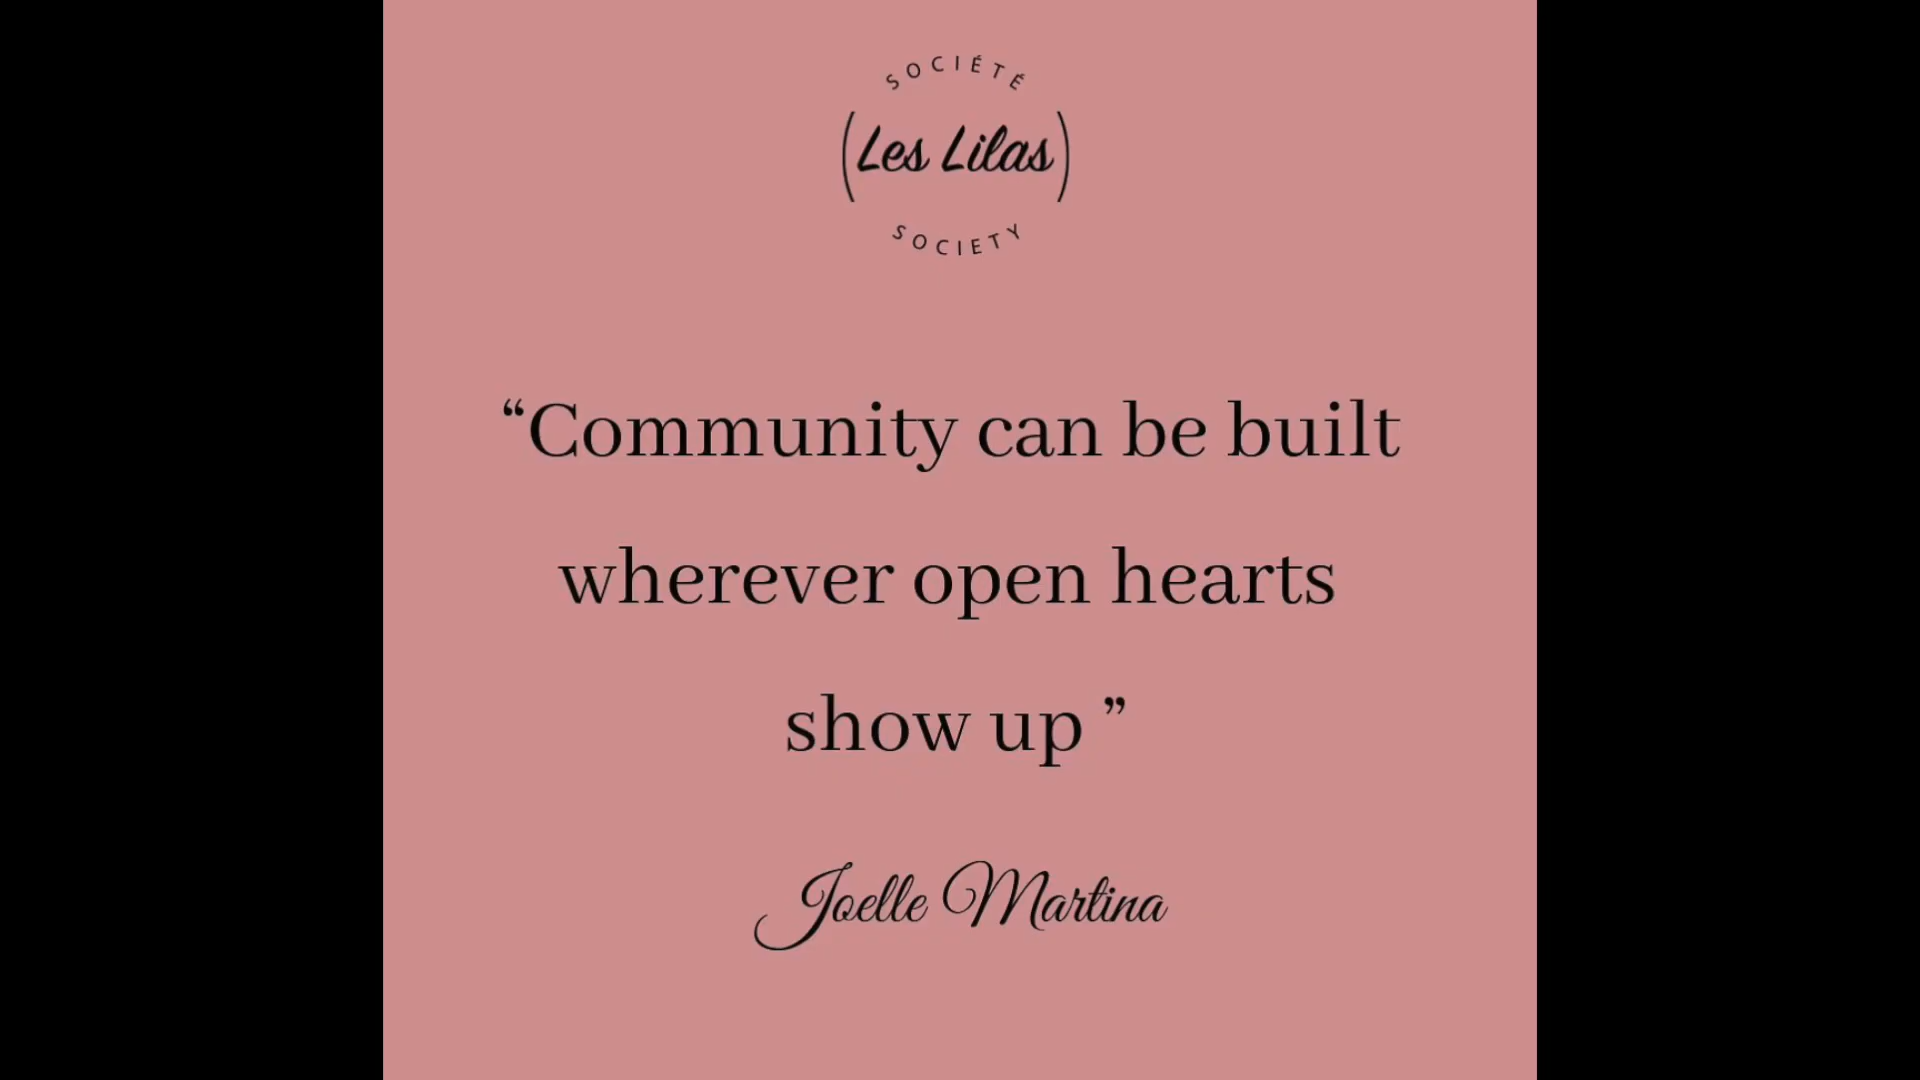 SOCIÉTÉ
(Les Lilas)
SOCIETY
“Community can be built
wherever open hearts
show up ”
Joelle Martina